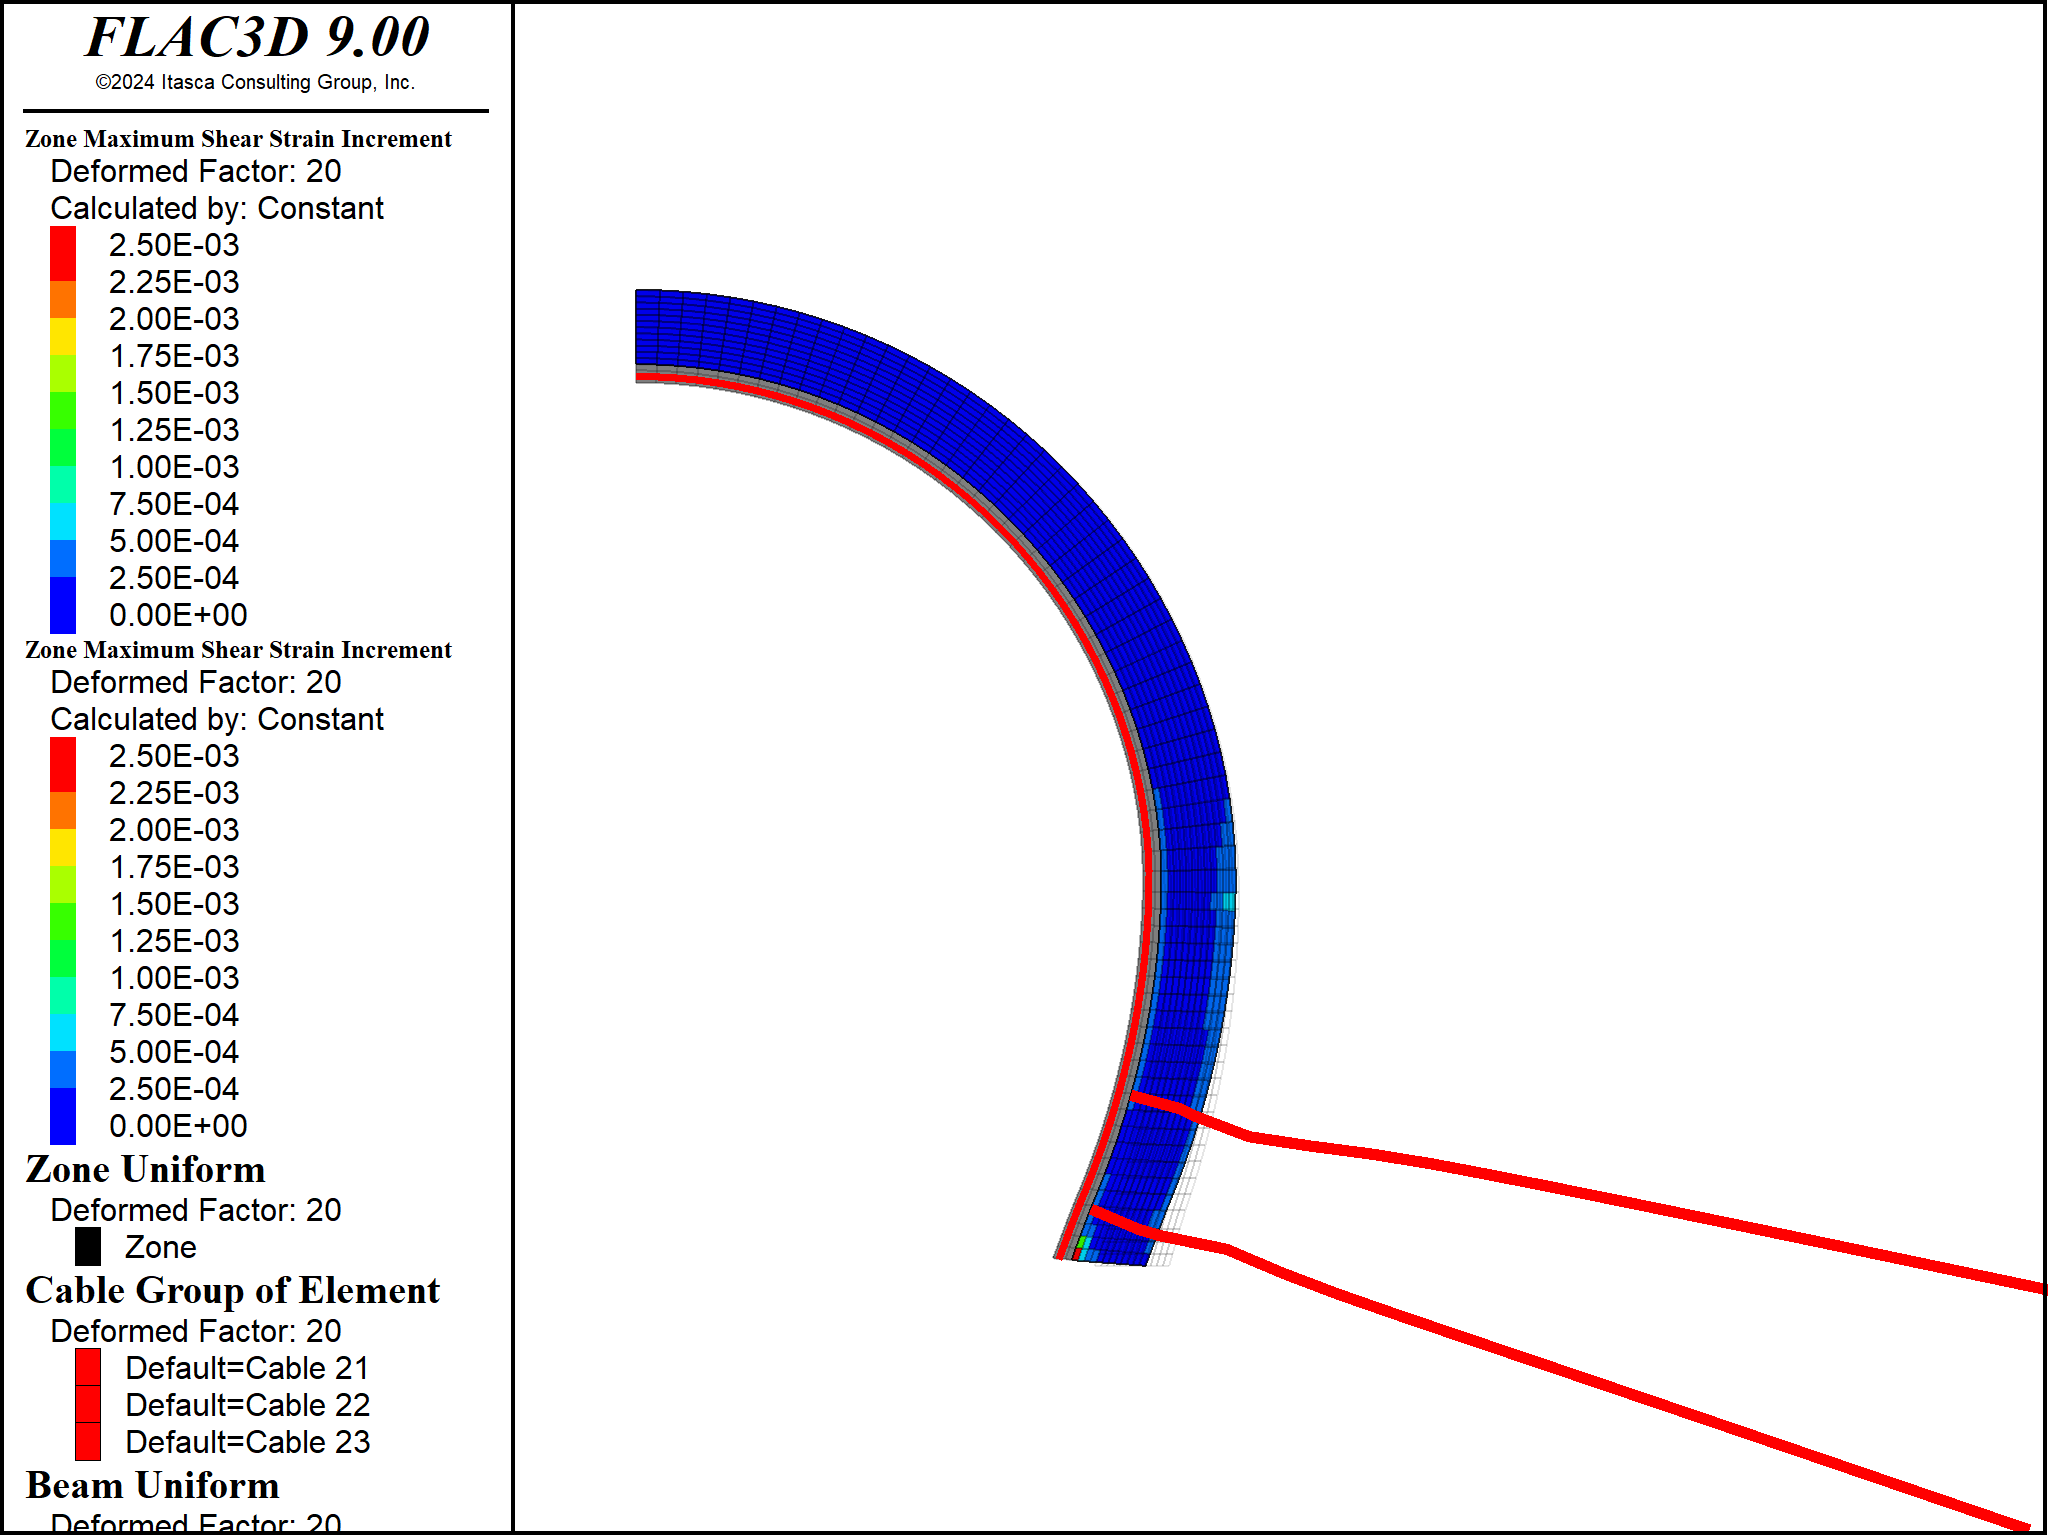 FLAC3D 9.00
©2024 Itasca Consulting Group, Inc.
Zone Maximum Shear Strain Increment
Deformed Factor: 20
Calculated by: Constant
2.50E-03
2.25E-03
2.00E-03
1.75E-03
1.50E-03
1.25E-03
1.00E-03
7.50E-04
5.00E-04
2.50E-04
0.00E+00
Zone Maximum Shear Strain Increment
Deformed Factor: 20
Calculated by: Constant
2.50E-03
2.25E-03
2.00E-03
1.75E-03
1.50E-03
1.25E-03
1.00E-03
7.50E-04
5.00E-04
2.50E-04
0.00E+00
Zone Uniform
Deformed Factor: 20
Zone
Cable Group of Element
Deformed Factor: 20
Default=Cable 21
Default=Cable 22
Default=Cable 23
Beam Uniform
Deformed Factor: 20